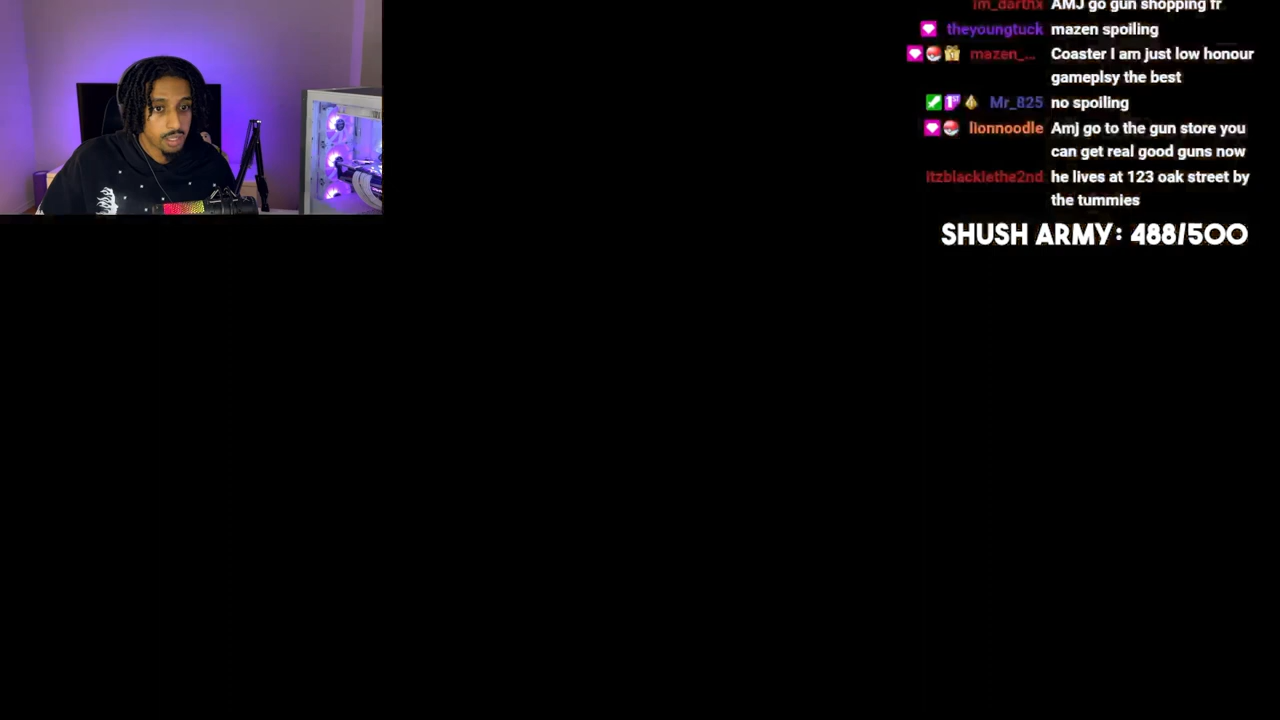 im_darthx AMJ go gun shopping fr
theyoungtuck mazen spoiling
mazen_... Coaster I am just low honour
gameplsy the best
Mr_825 no spoiling
lionnoodle Amj go to the gun store you
can get real good guns now
itzblackiethe2nd he lives at 123 oak street by
the tummies
SHUSH ARMY: 488/500